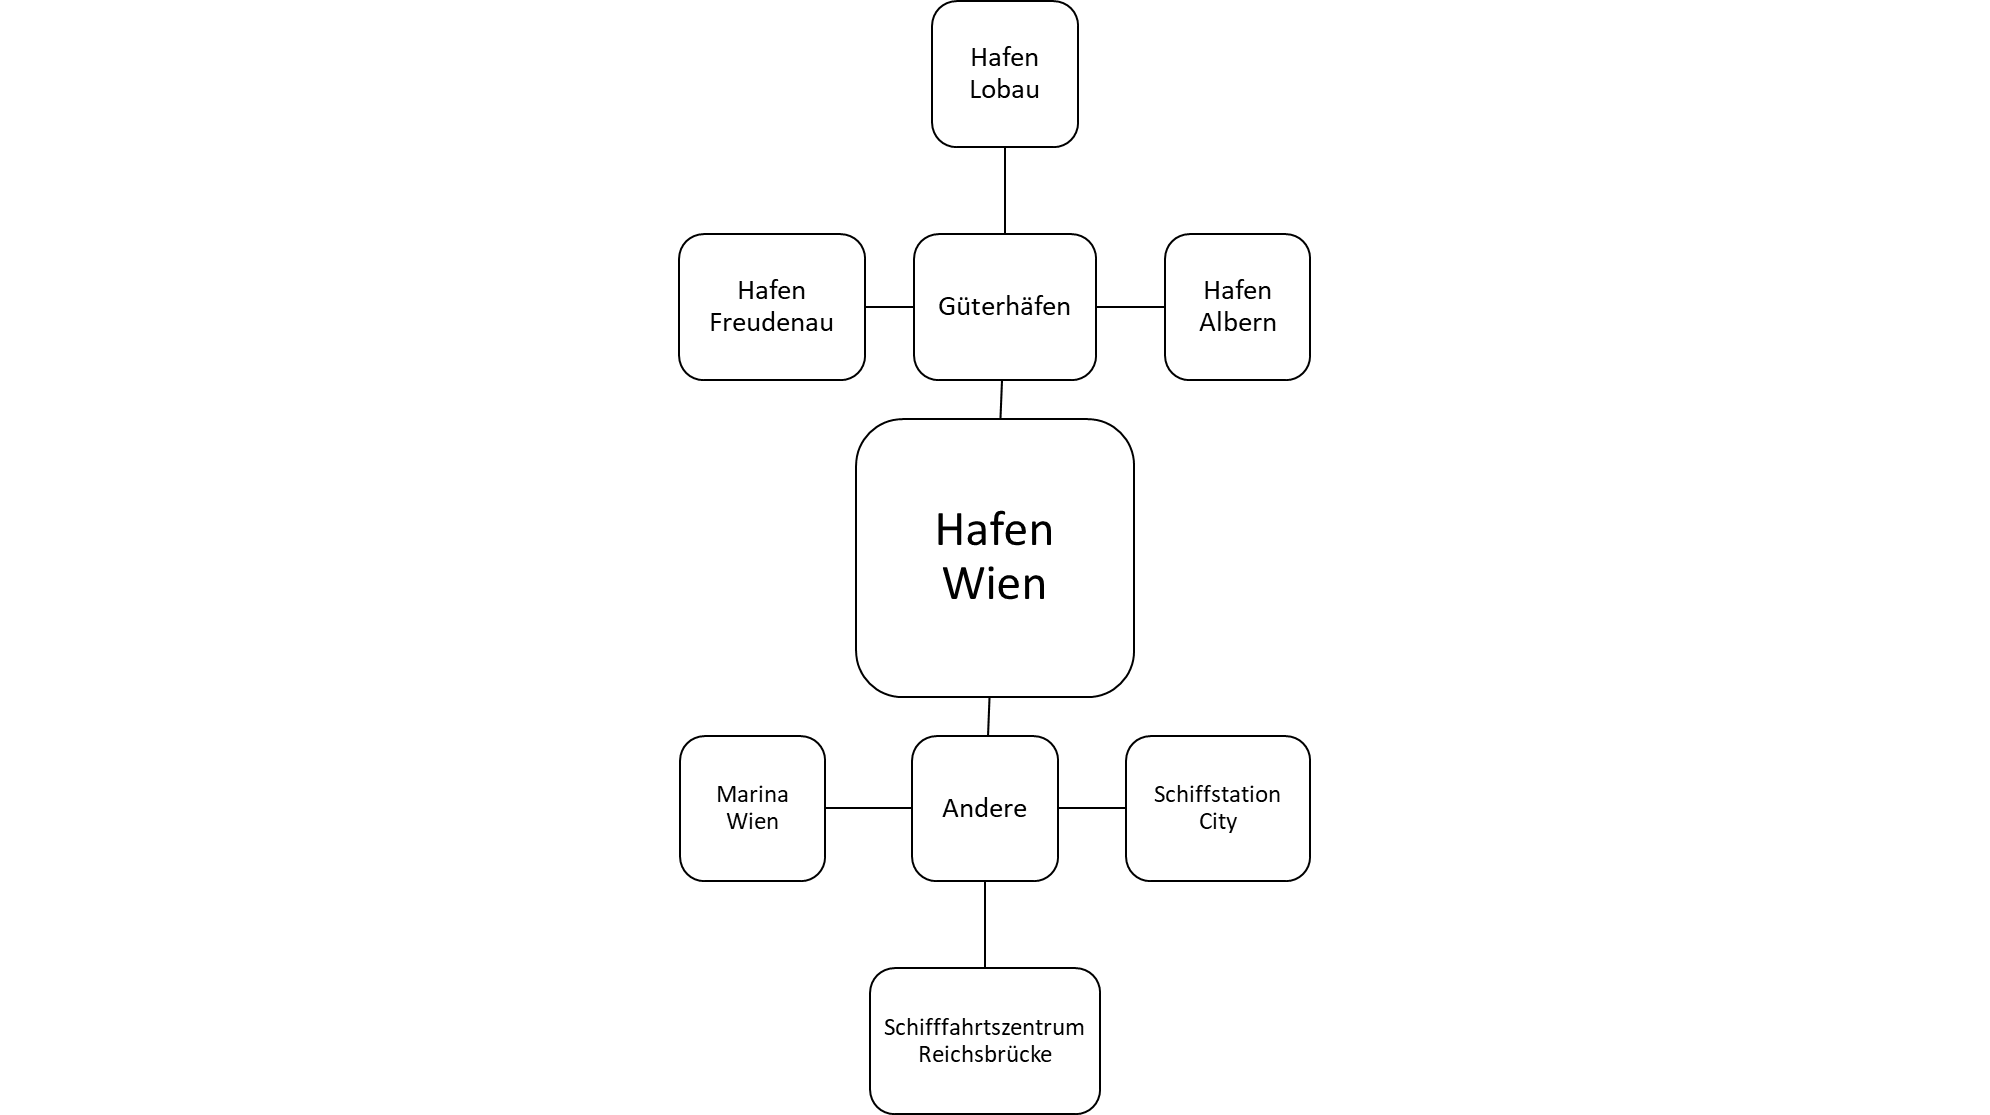 Hafen
Lobau
Hafen
Freudenau
Güterhäfen
Hafen
Albern
Hafen
Wien
Marina
Wien
Andere
Schiffstation
City
Schifffahrtszentrum
Reichsbrücke